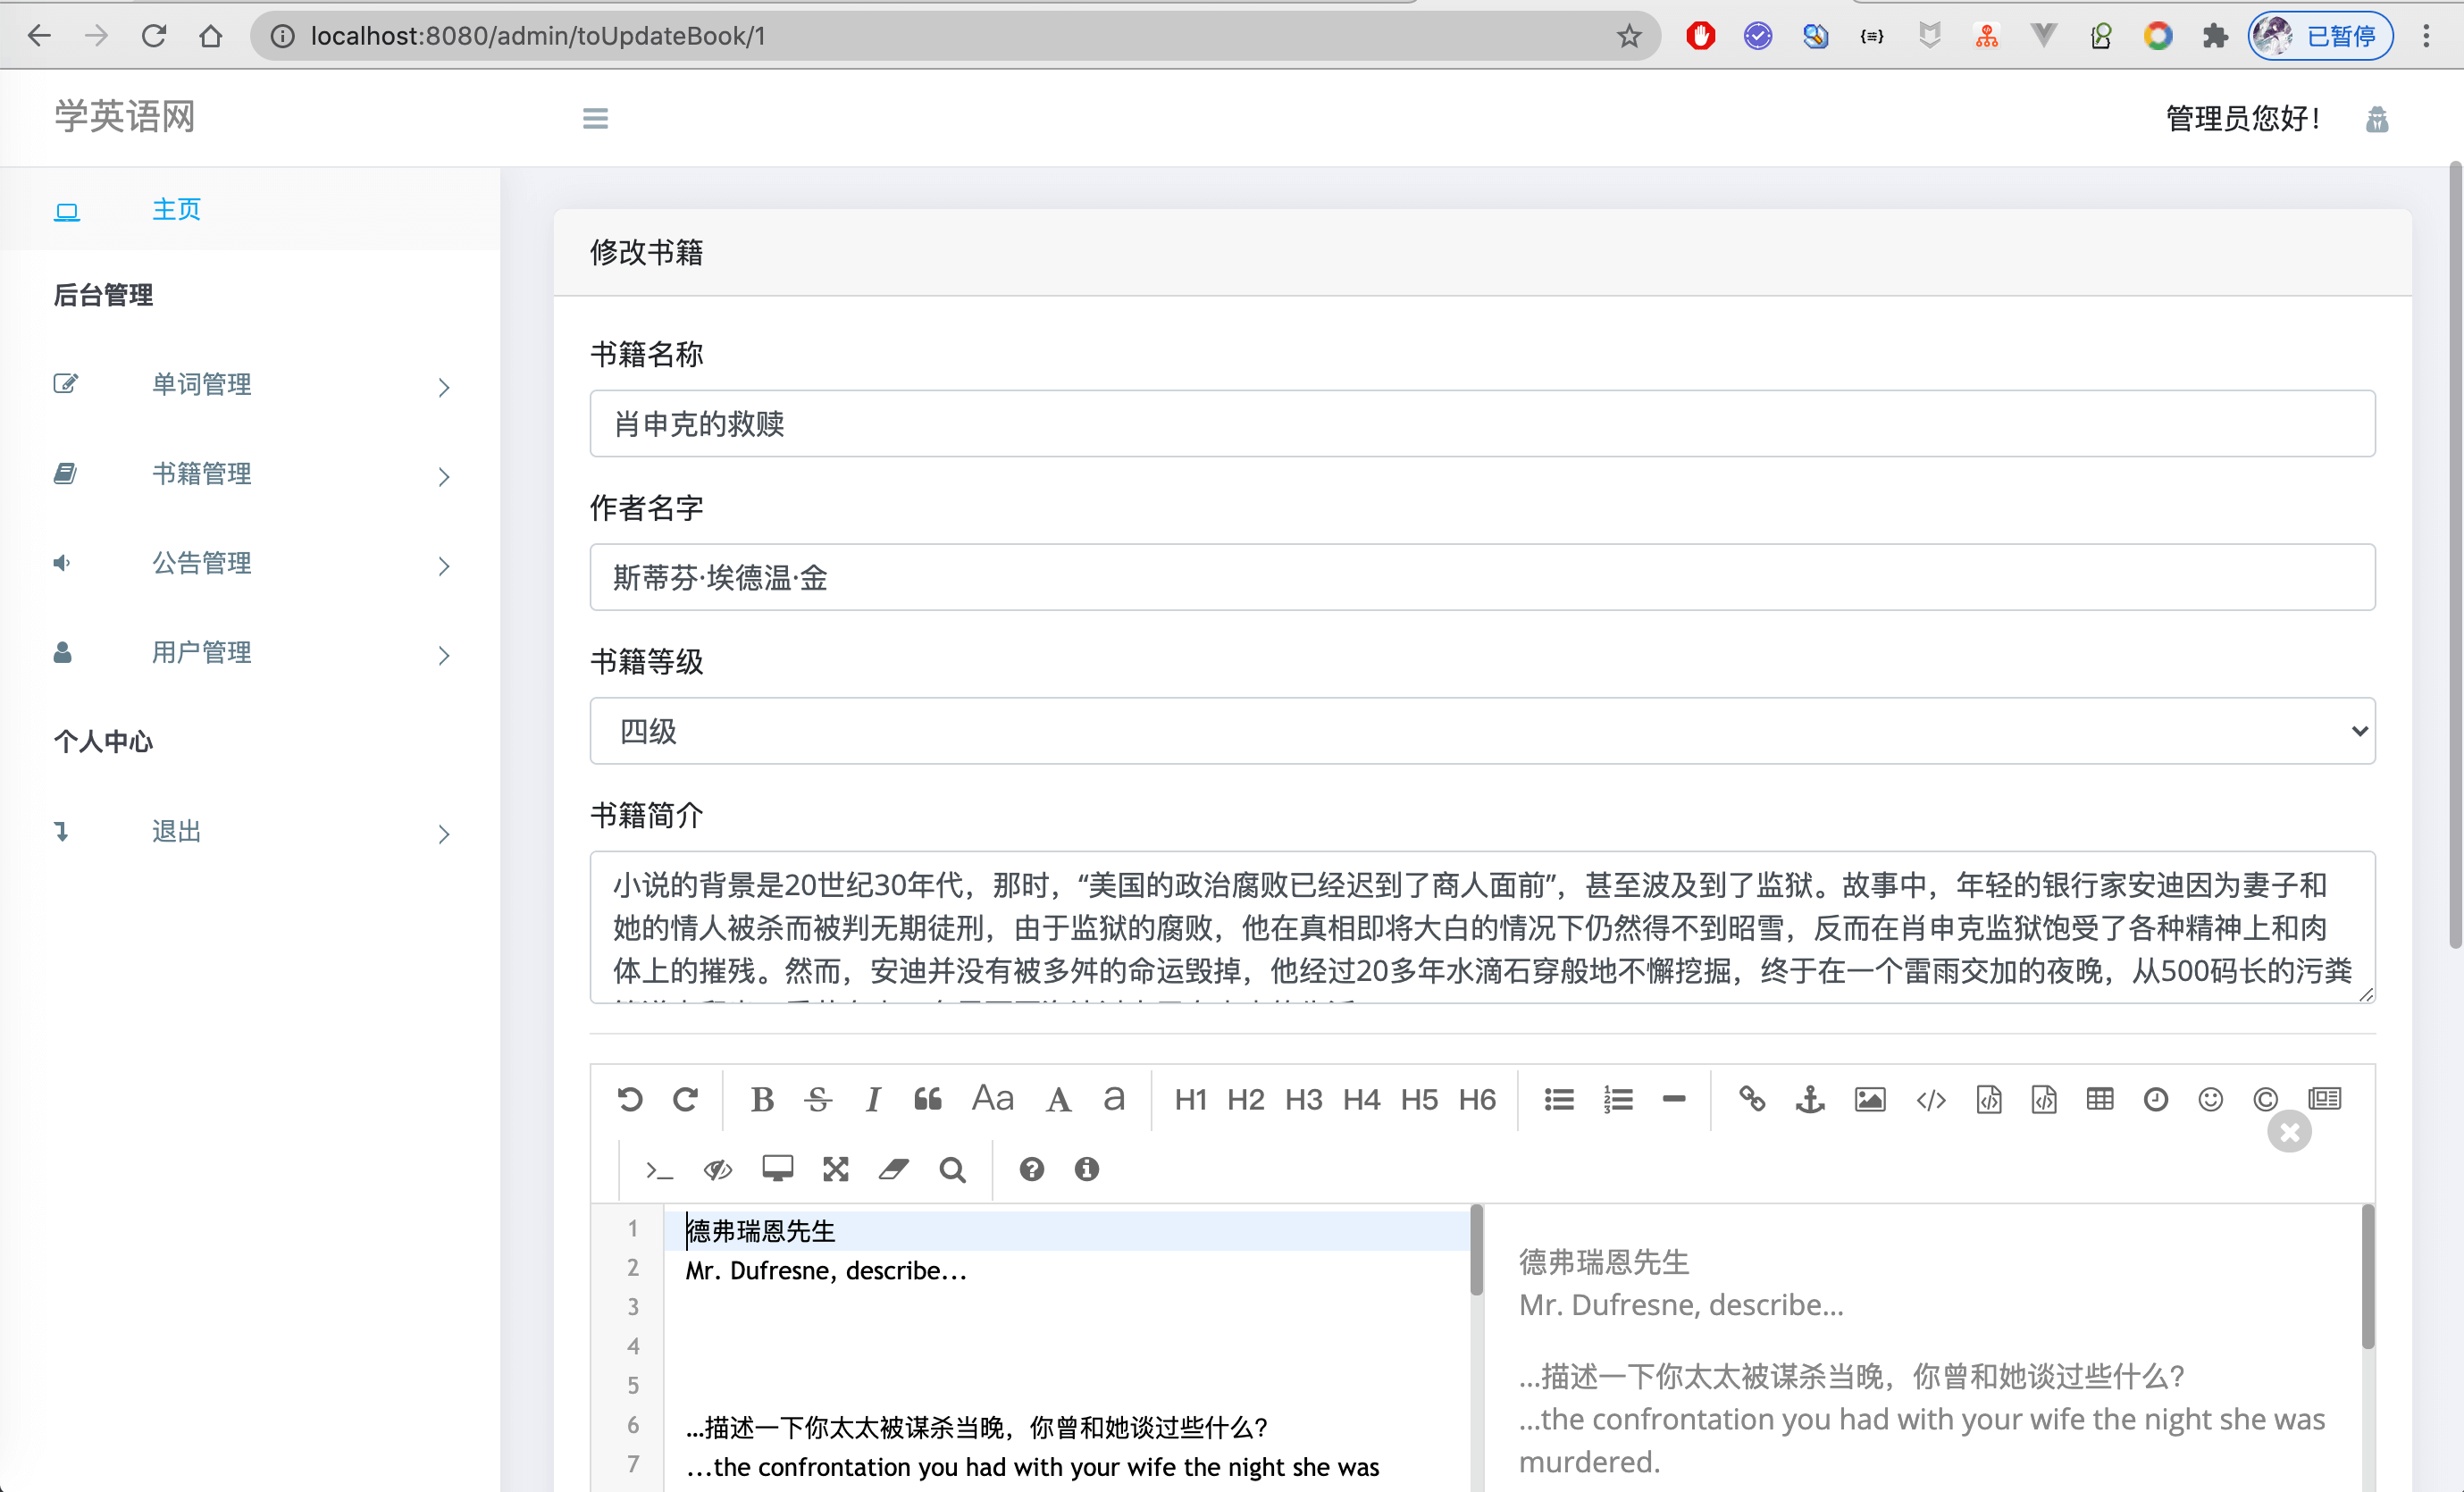 localhost:8080/admin/toUpdateBook/1
已暂停
学英语网
管理员您好！
主页
后台管理
单词管理
书籍管理
公告管理
用户管理
个人中心
退出
修改书籍
书籍名称
肖申克的救赎
作者名字
斯蒂芬·埃德温·金
书籍等级
四级
书籍简介
小说的背景是20世纪30年代，那时，“美国的政治腐败已经迟到了商人面前”，甚至波及到了监狱。故事中，年轻的银行家安迪因为妻子和
她的情人被杀而被判无期徒刑，由于监狱的腐败，他在真相即将大白的情况下仍然得不到昭雪，反而在肖申克监狱饱受了各种精神上和肉
体上的摧残。然而，安迪并没有被多舛的命运毁掉，他经过20多年水滴石穿般地不懈挖掘，终于在一个雷雨交加的夜晚，从500码长的污粪
B S I Aa A a H1 H2 H3 H4 H5 H6
1 德弗瑞恩先生
2 Mr. Dufresne, describe...
3
4
5
6 ...描述一下你太太被谋杀当晚，你曾和她谈过些什么?
7 ...the confrontation you had with your wife the night she was
德弗瑞恩先生
Mr. Dufresne, describe...
...描述一下你太太被谋杀当晚，你曾和她谈过些什么?
...the confrontation you had with your wife the night she was
murdered.